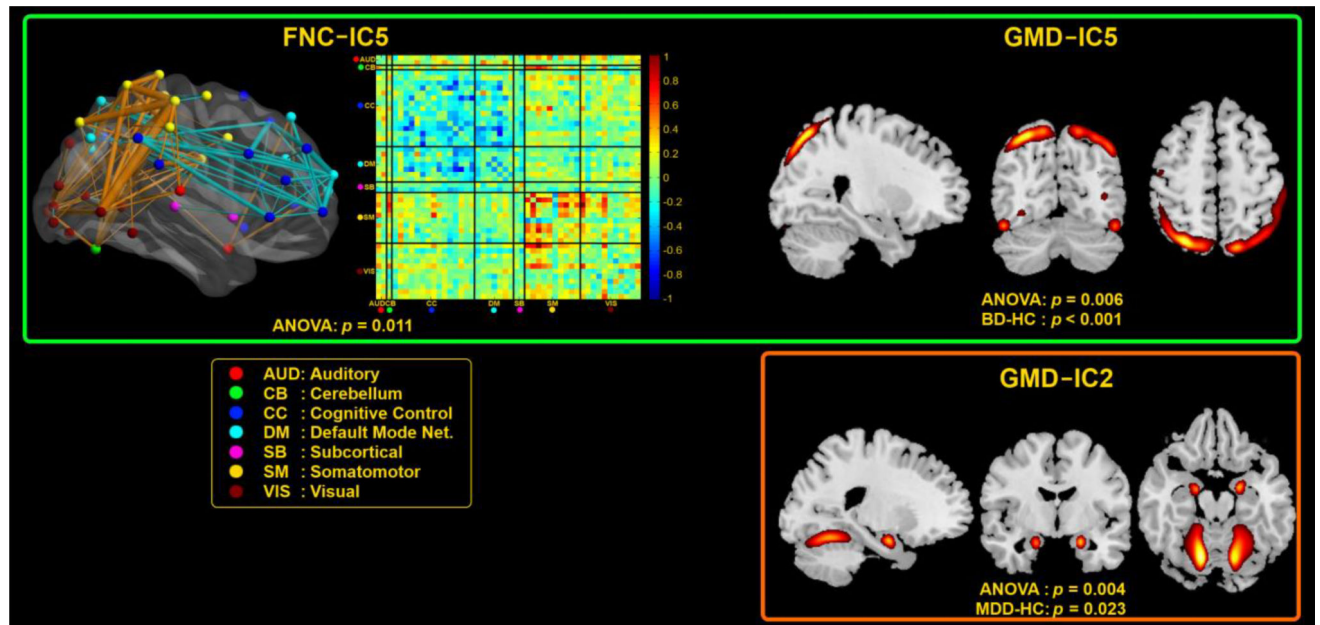 FNC-IC5
GMD-IC5
AUD
CB
CC
DM
SB
SM
VIS
1
0.8
0.6
0.4
0.2
0
-0.2
-0.4
-0.6
-0.8
-1
AUD CB CC DM SB SM VIS
ANOVA: p = 0.011
ANOVA: p = 0.006
BD-HC : p < 0.001
AUD: Auditory
CB : Cerebellum
CC : Cognitive Control
DM : Default Mode Net.
SB : Subcortical
SM : Somatomotor
VIS : Visual
GMD-IC2
ANOVA : p = 0.004
MDD-HC: p = 0.023